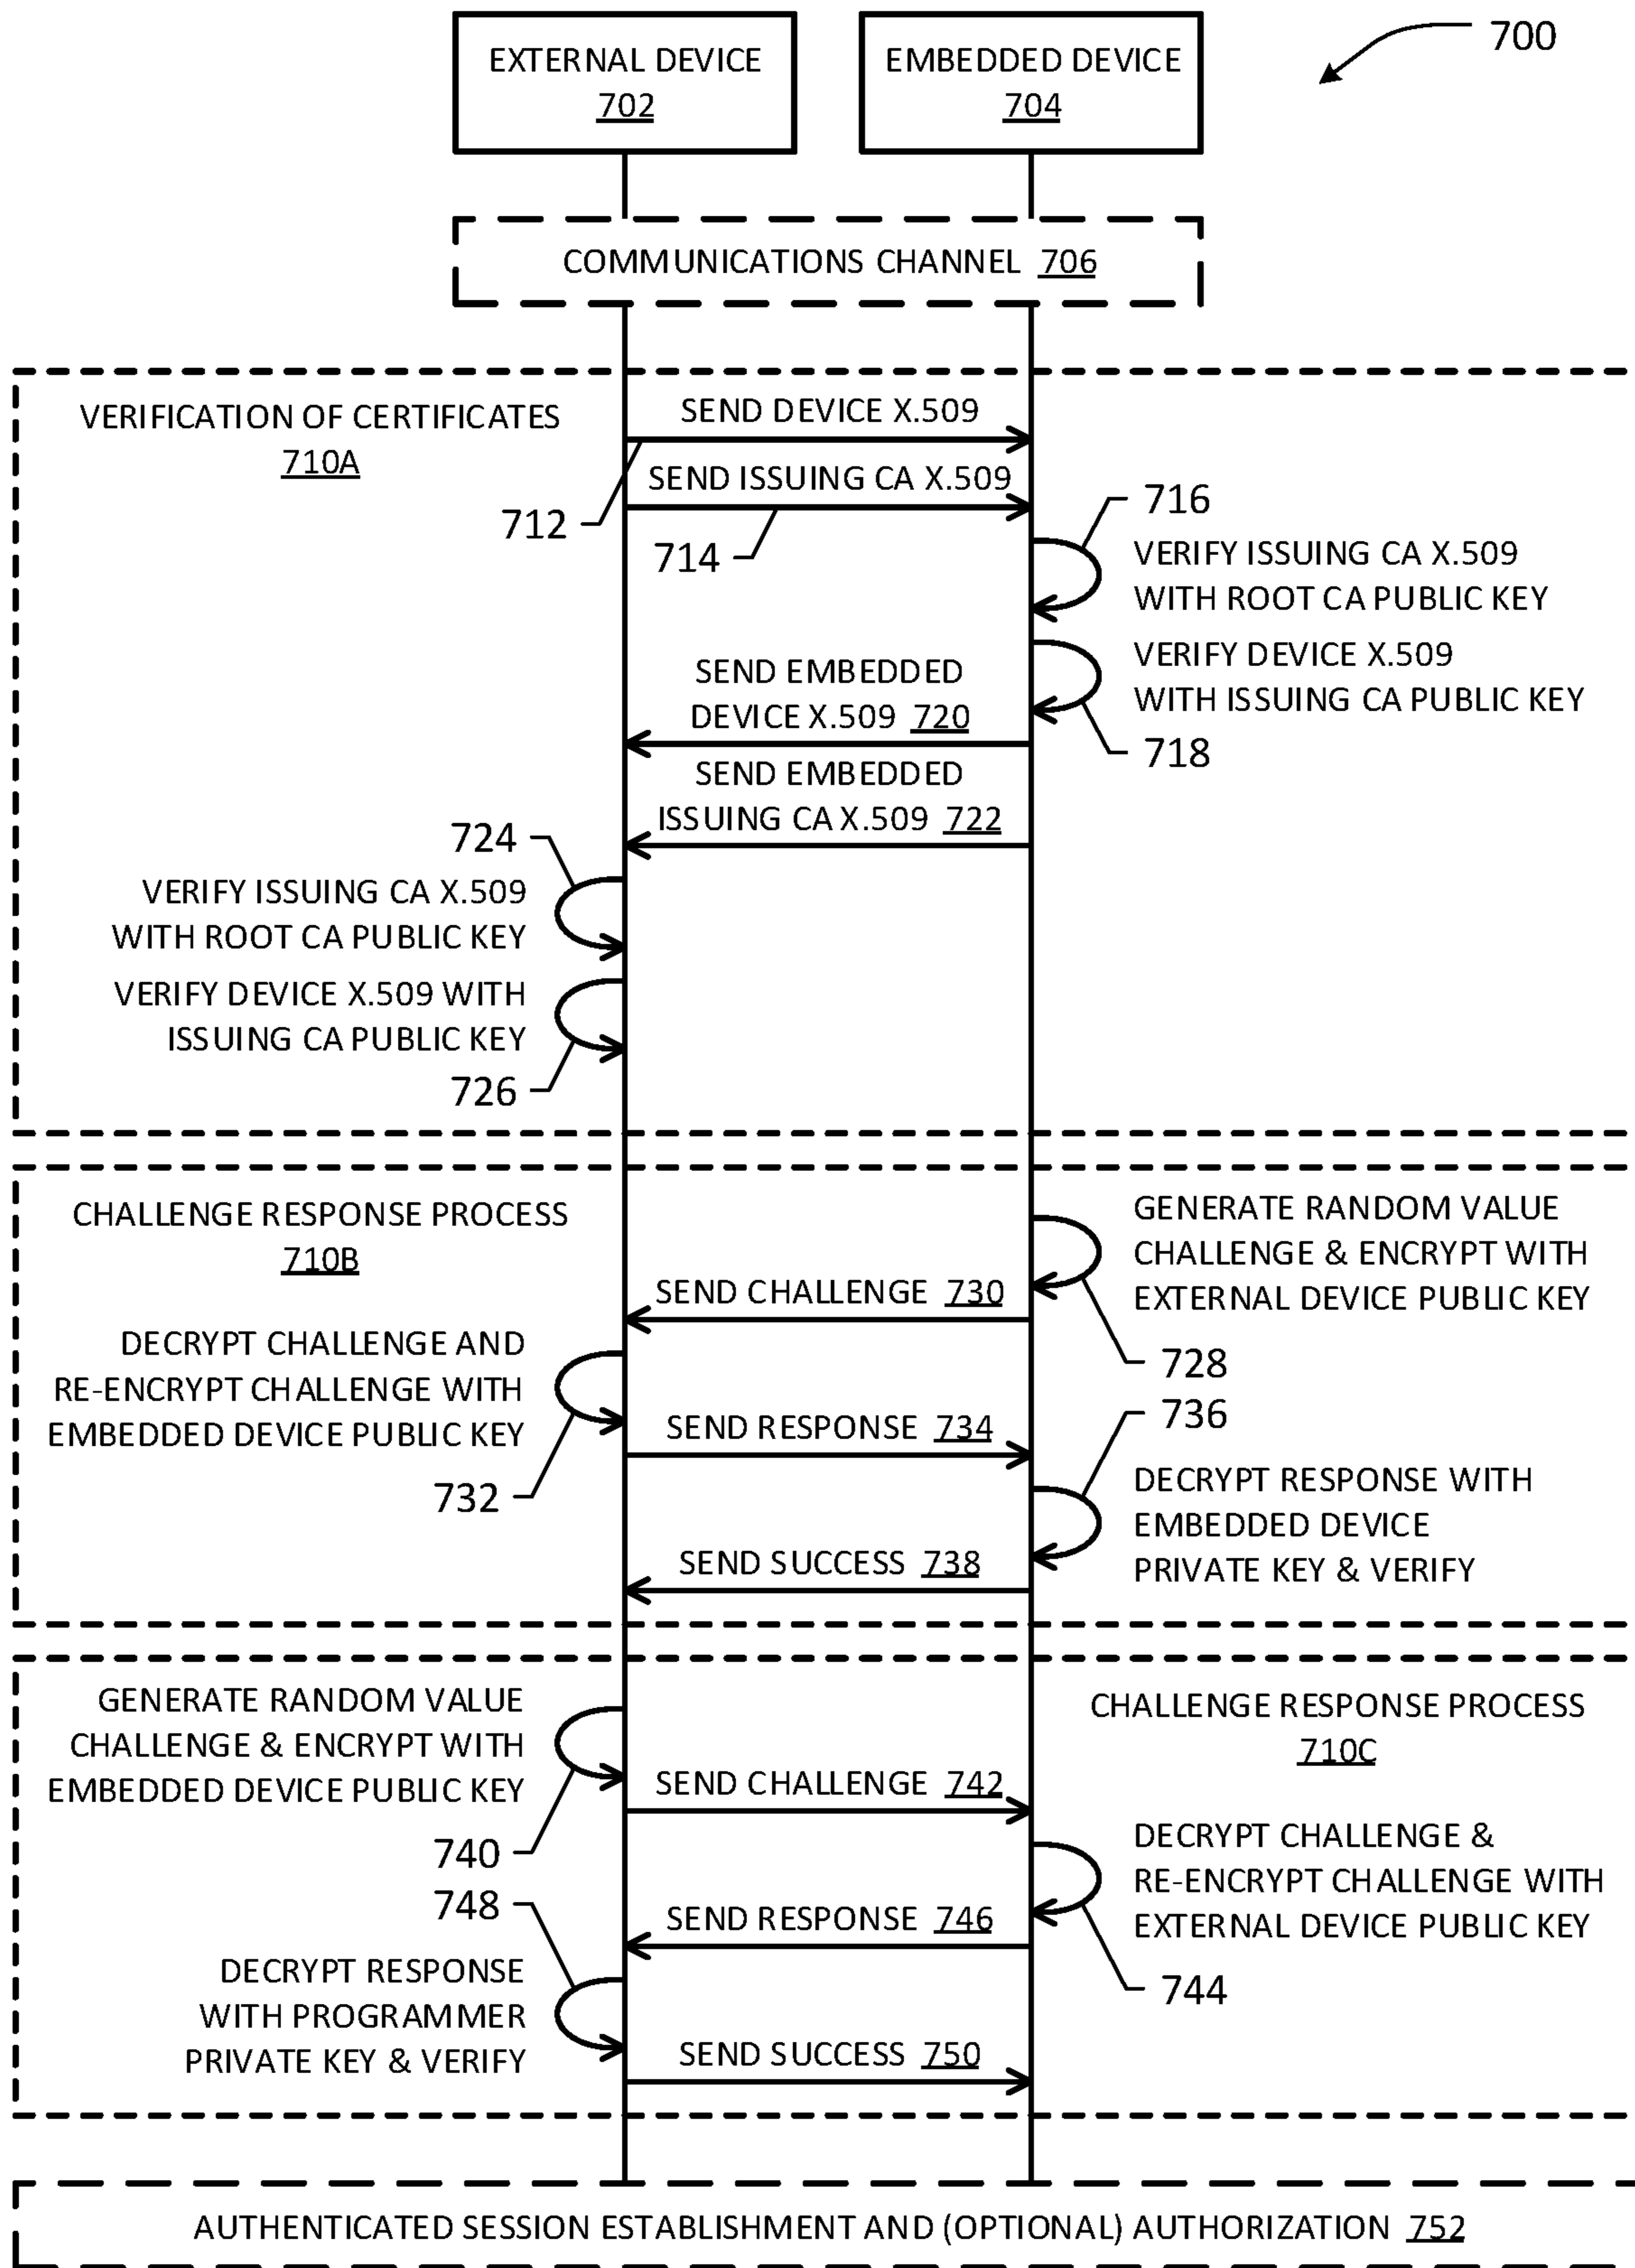 700
EXTERNAL DEVICE
702
EMBEDDED DEVICE
704
COMMUNICATIONS CHANNEL 706
VERIFICATION OF CERTIFICATES
710A
SEND DEVICE X.509
712
SEND ISSUING CA X.509
714
716
VERIFY ISSUING CA X.509
WITH ROOT CA PUBLIC KEY
VERIFY DEVICE X.509
WITH ISSUING CA PUBLIC KEY
718
SEND EMBEDDED
DEVICE X.509 720
SEND EMBEDDED
ISSUING CA X.509 722
724
VERIFY ISSUING CA X.509
WITH ROOT CA PUBLIC KEY
VERIFY DEVICE X.509 WITH
ISSUING CA PUBLIC KEY
726
CHALLENGE RESPONSE PROCESS
710B
GENERATE RANDOM VALUE
CHALLENGE & ENCRYPT WITH
EXTERNAL DEVICE PUBLIC KEY
728
SEND CHALLENGE 730
DECRYPT CHALLENGE AND
RE-ENCRYPT CHALLENGE WITH
EMBEDDED DEVICE PUBLIC KEY
732
SEND RESPONSE 734
736
DECRYPT RESPONSE WITH
EMBEDDED DEVICE
PRIVATE KEY & VERIFY
SEND SUCCESS 738
GENERATE RANDOM VALUE
CHALLENGE & ENCRYPT WITH
EMBEDDED DEVICE PUBLIC KEY
740
CHALLENGE RESPONSE PROCESS
710C
SEND CHALLENGE 742
DECRYPT CHALLENGE &
RE-ENCRYPT CHALLENGE WITH
EXTERNAL DEVICE PUBLIC KEY
744
SEND RESPONSE 746
748
DECRYPT RESPONSE
WITH PROGRAMMER
PRIVATE KEY & VERIFY
SEND SUCCESS 750
AUTHENTICATED SESSION ESTABLISHMENT AND (OPTIONAL) AUTHORIZATION 752